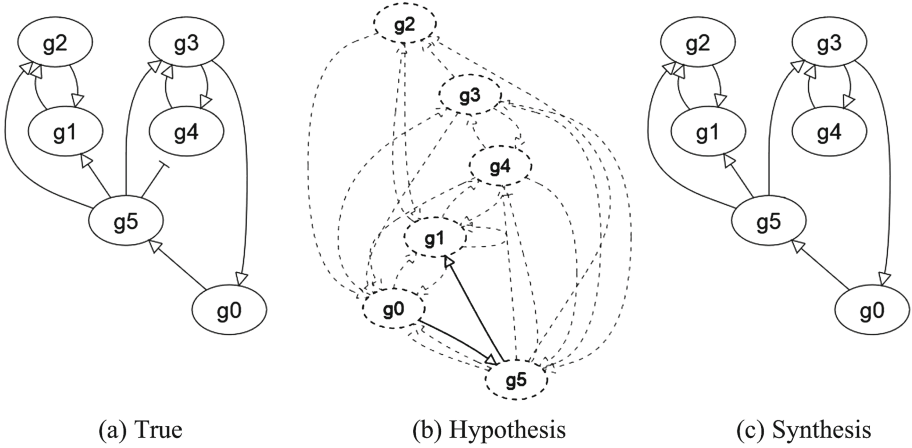 g2 g3
g1 g4
g5
g0
(a) True
g2
g3
g4
g1
g0
g5
(b) Hypothesis
g2 g3
g1 g4
g5
g0
(c) Synthesis